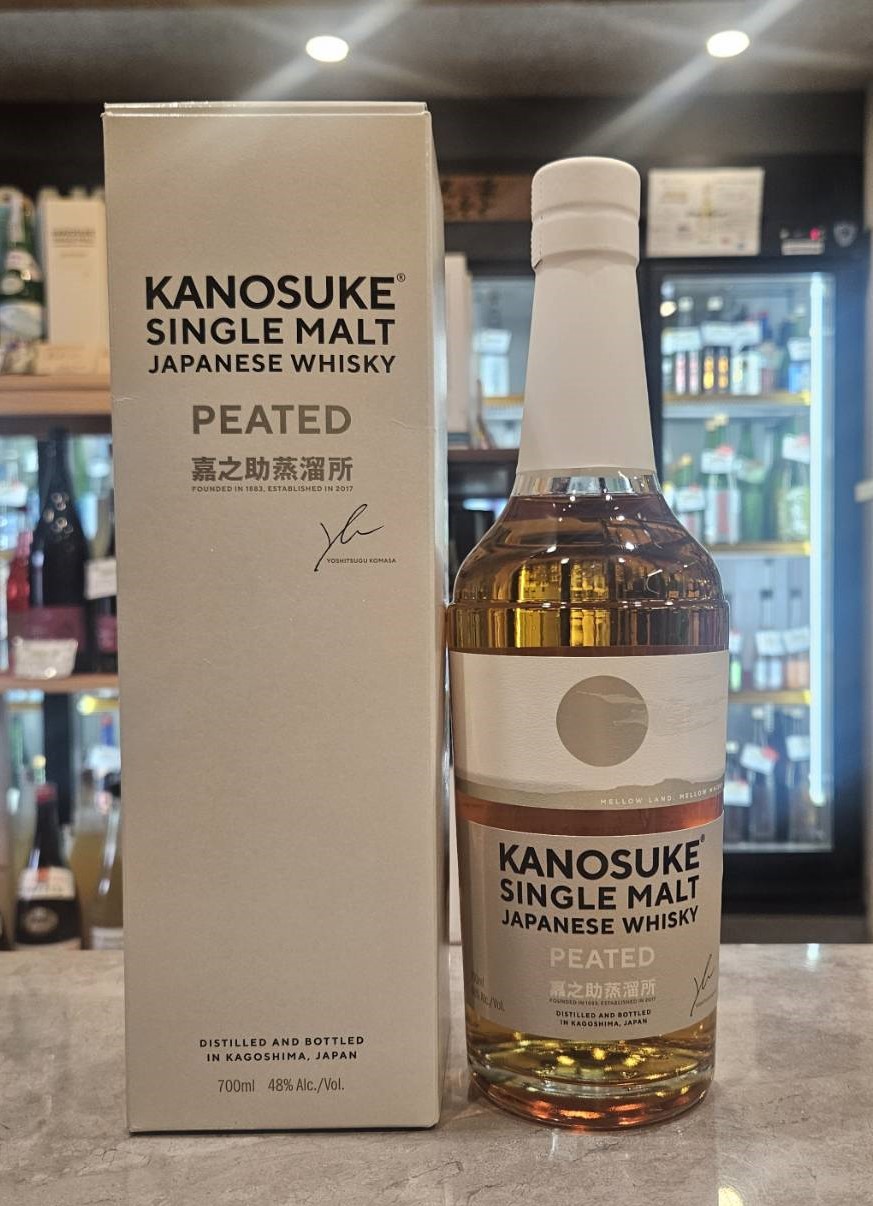 KANOSUKE®
SINGLE MALT
JAPANESE WHISKY
PEATED
嘉之助蒸溜所
FOUNDED IN 1883, ESTABLISHED IN 2017
YOSHITSUGU KOMASA
DISTILLED AND BOTTLED
IN KAGOSHIMA, JAPAN
700ml 48% Alc./Vol.
MELLOW LAND, MELLOW
KANOSUKE®
SINGLE MALT
JAPANESE WHISKY
PEATED
嘉之助蒸溜所
FOUNDED IN 1883, ESTABLISHED IN 2017
DISTILLED AND BOTTLED
IN KAGOSHIMA, JAPAN
Alc./Vol.